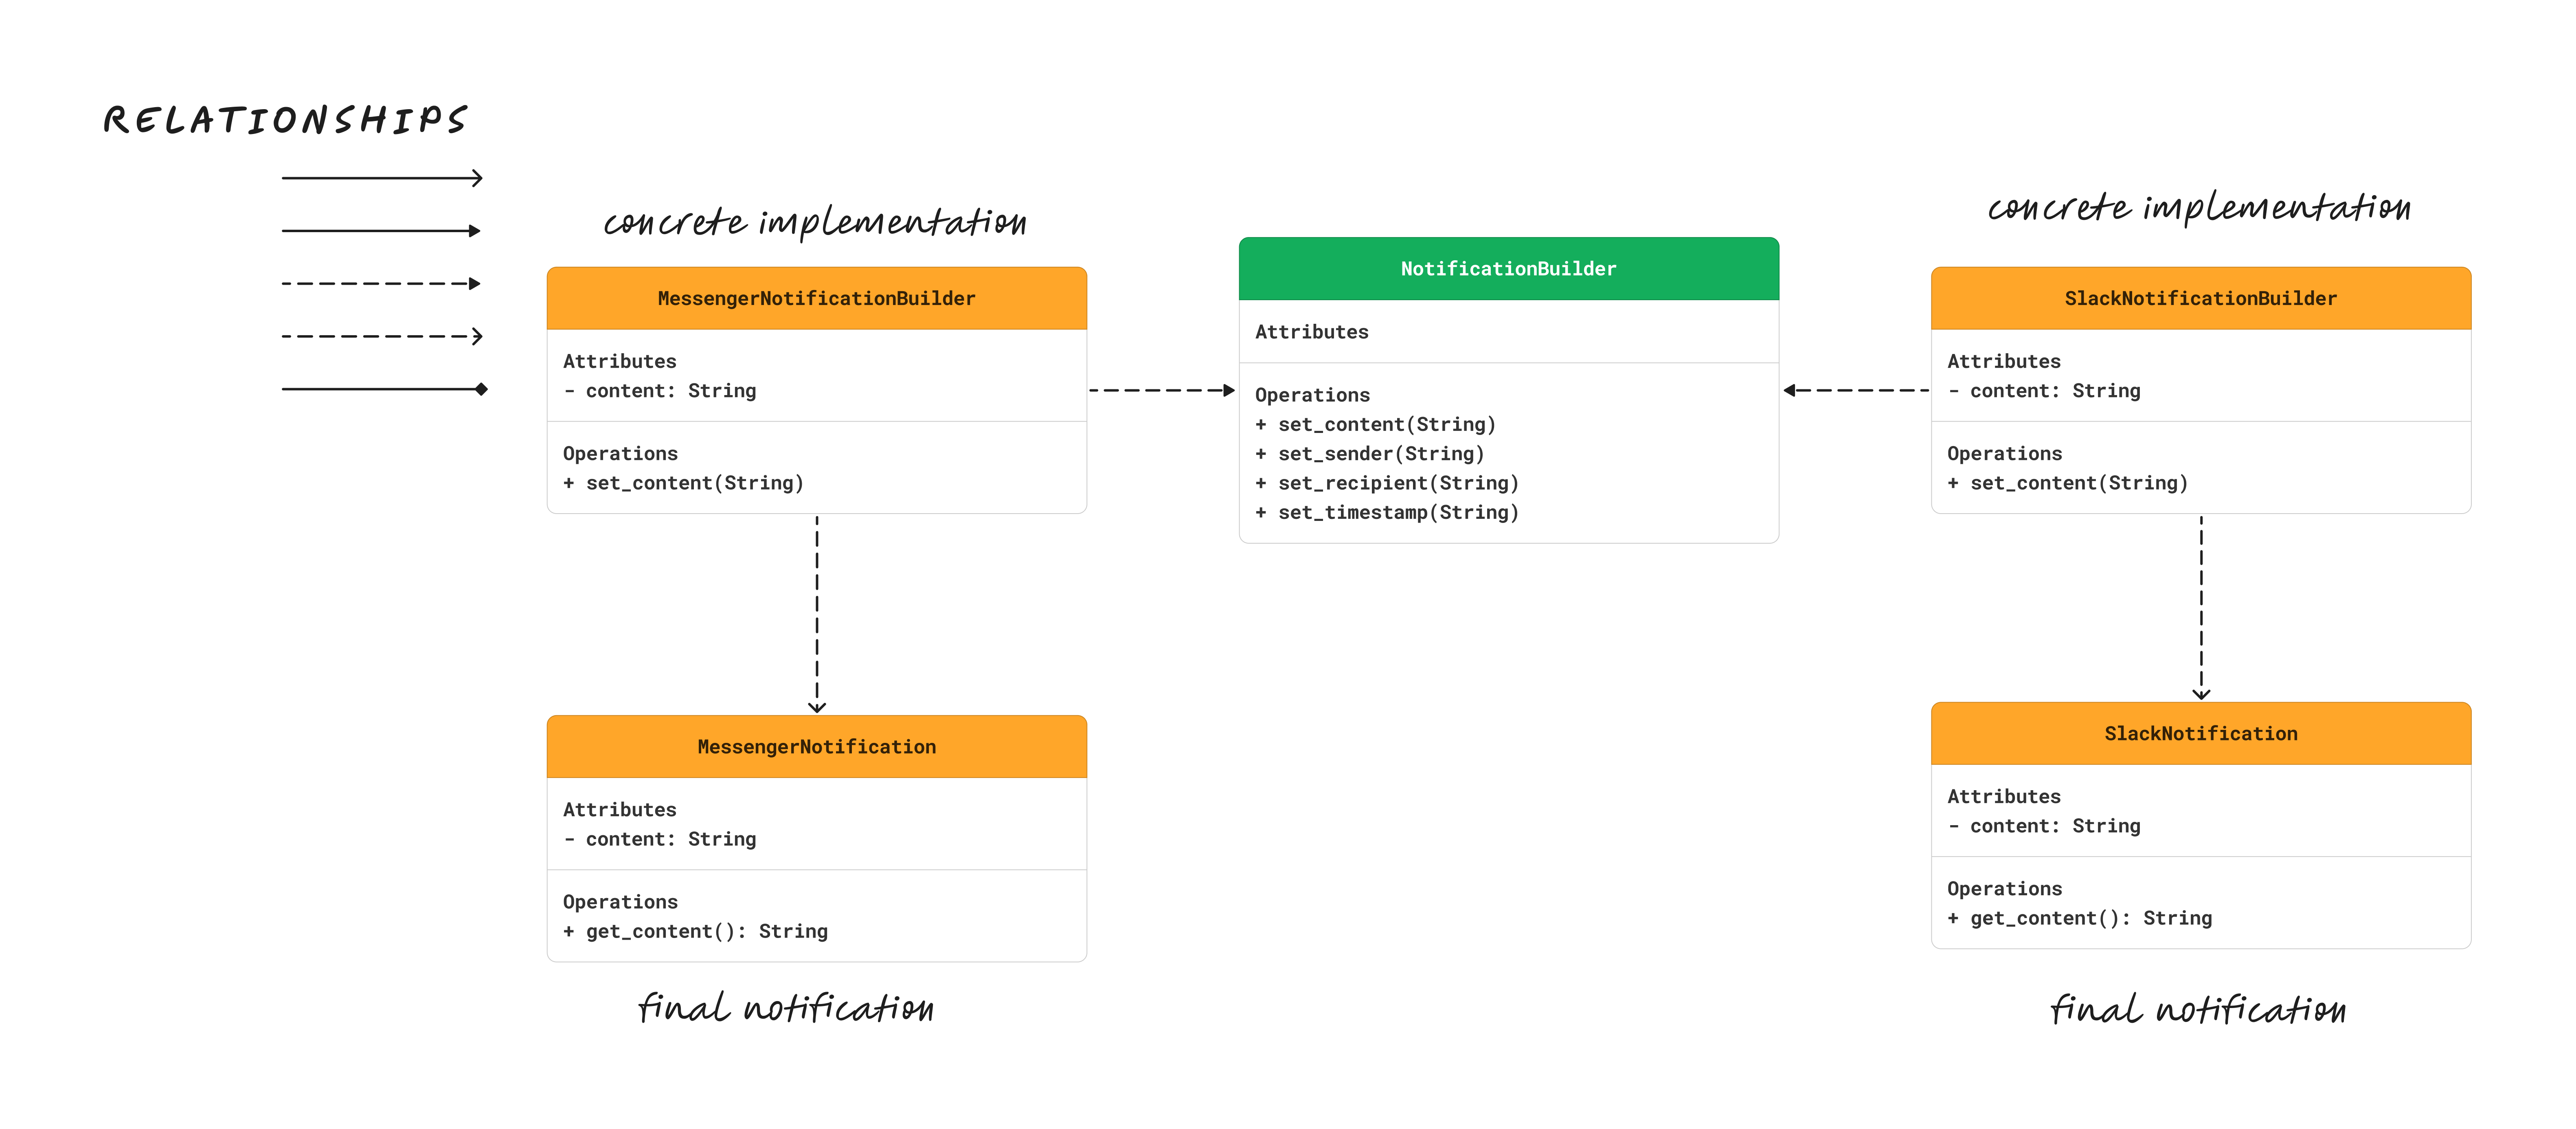 RELATIONSHIPS
concrete implementation
MessengerNotificationBuilder
Attributes
- content: String
Operations
+ set_content(String)
NotificationBuilder
Attributes
Operations
+ set_content(String)
+ set_sender(String)
+ set_recipient(String)
+ set_timestamp(String)
concrete implementation
SlackNotificationBuilder
Attributes
- content: String
Operations
+ set_content(String)
MessengerNotification
Attributes
- content: String
Operations
+ get_content(): String
final notification
SlackNotification
Attributes
- content: String
Operations
+ get_content(): String
final notification